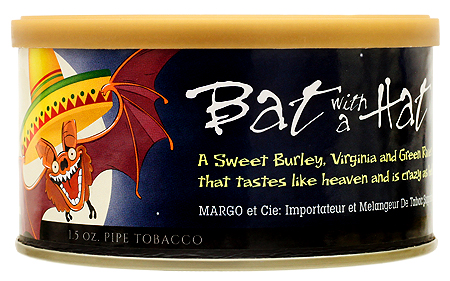 Bat with a Hat
A Sweet Burley, Virginia and Green
that tastes like heaven and is crazy as
MARGO et Cie: Importateur et Melangeur De Tabac
1.5 oz. PIPE TOBACCO